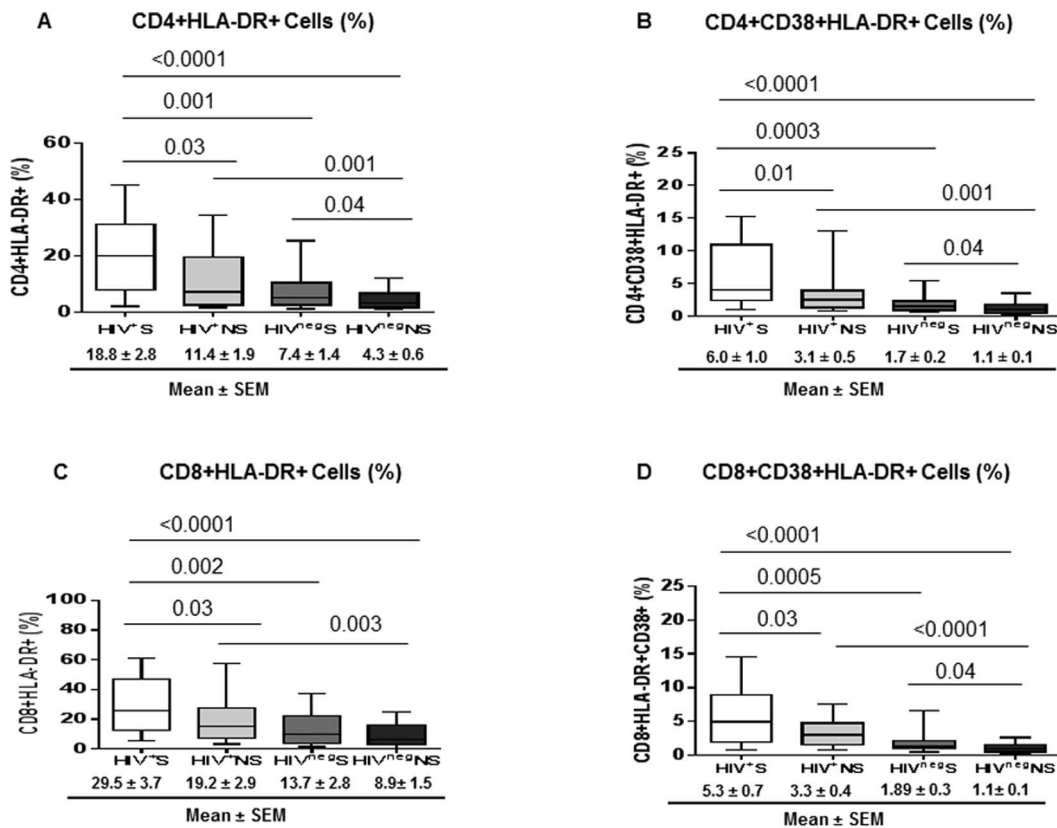 A CD4+HLA-DR+ Cells (%)
<0.0001
0.001
0.03
0.001
0.04
CD4+HLA-DR+ (%)
60
40
20
0
HIV⁺S HIV⁺NS HIVⁿᵉᵍS HIVⁿᵉᵍNS
18.8 ± 2.8 11.4 ± 1.9 7.4 ± 1.4 4.3 ± 0.6
Mean ± SEM
B CD4+CD38+HLA-DR+ Cells (%)
<0.0001
0.0003
0.01
0.001
0.04
CD4+CD38+HLA-DR+ (%)
25
20
15
10
5
0
HIV⁺S HIV⁺NS HIVⁿᵉᵍS HIVⁿᵉᵍNS
6.0 ± 1.0 3.1 ± 0.5 1.7 ± 0.2 1.1 ± 0.1
Mean ± SEM
C CD8+HLA-DR+ Cells (%)
<0.0001
0.002
0.03
0.003
CD8+HLA-DR+ (%)
100
80
60
40
20
0
HIV⁺S HIV⁺NS HIVⁿᵉᵍS HIVⁿᵉᵍNS
29.5 ± 3.7 19.2 ± 2.9 13.7 ± 2.8 8.9± 1.5
Mean ± SEM
D CD8+CD38+HLA-DR+ Cells (%)
<0.0001
0.0005
0.03
<0.0001
0.04
CD8+HLA-DR+CD38+ (%)
25
20
15
10
5
0
HIV⁺S HIV⁺NS HIVⁿᵉᵍS HIVⁿᵉᵍNS
5.3 ± 0.7 3.3 ± 0.4 1.89 ± 0.3 1.1± 0.1
Mean ± SEM